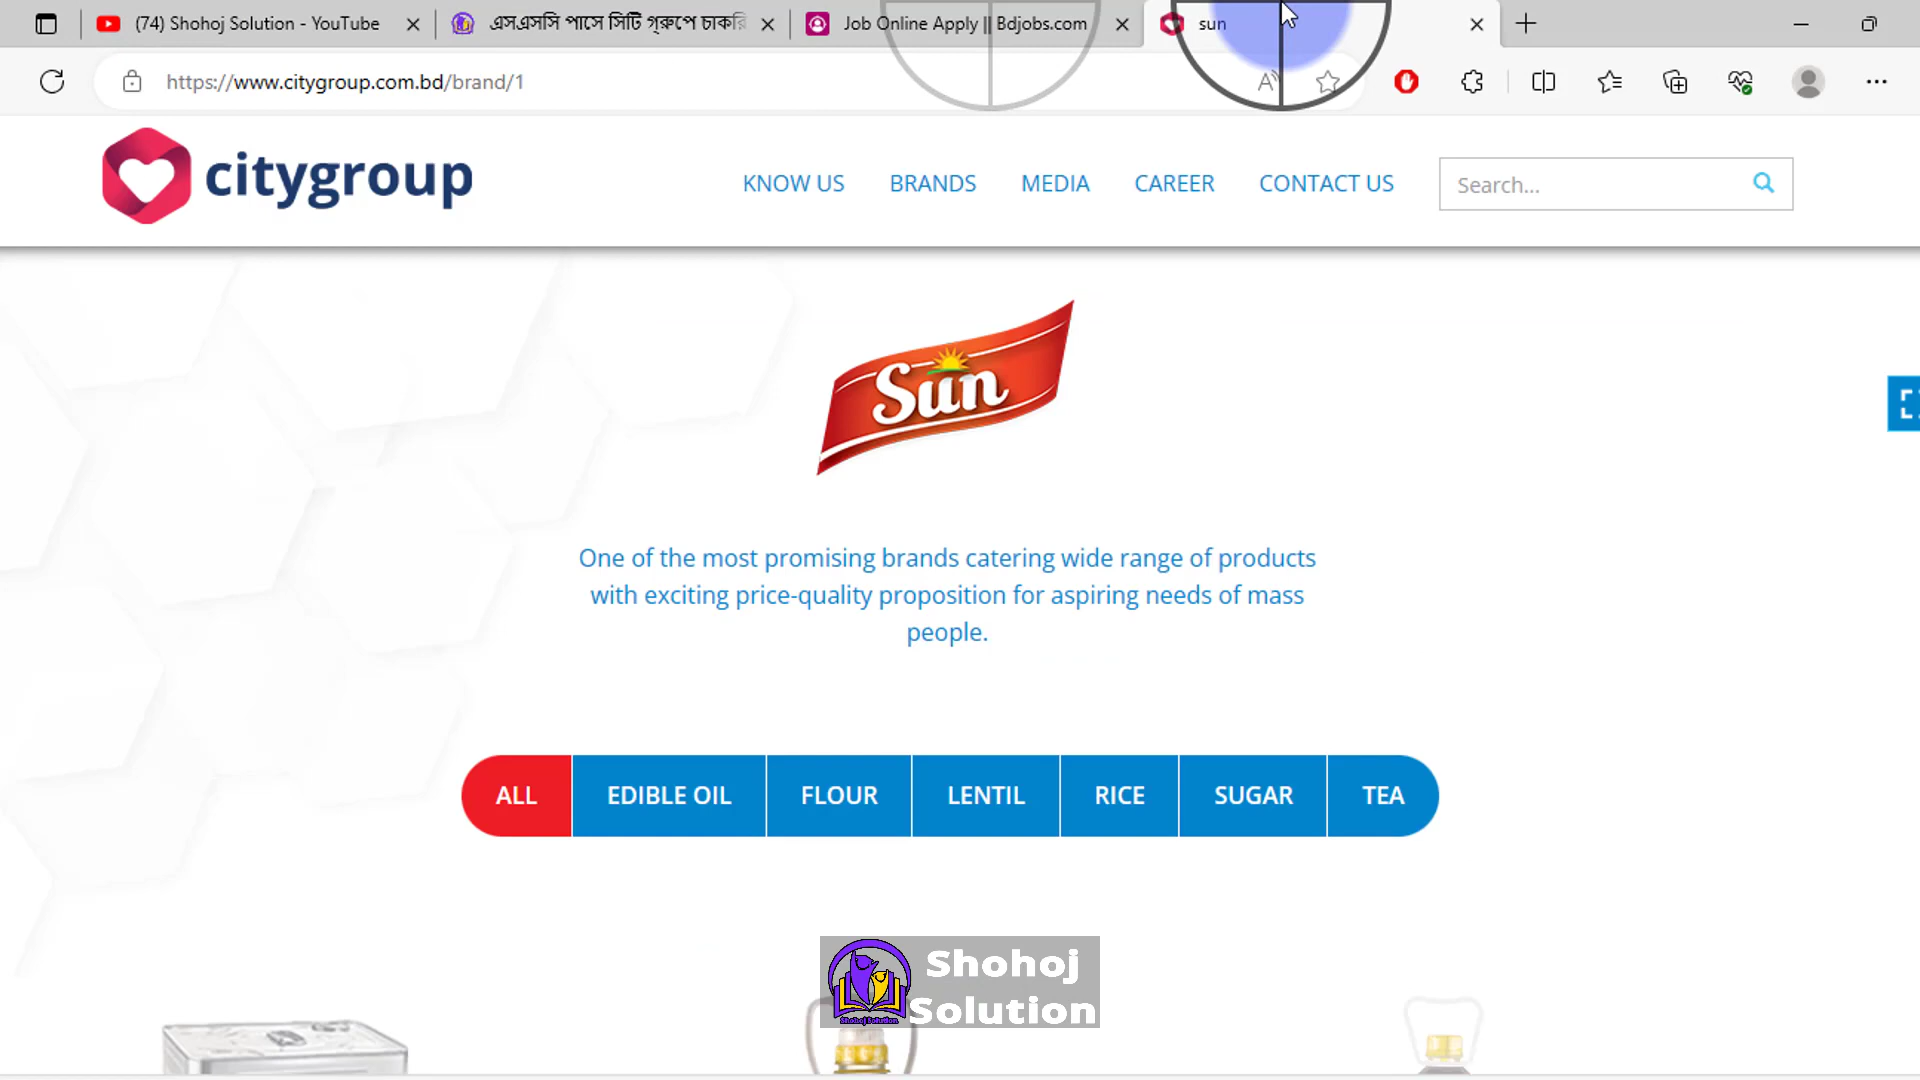 (74) Shohoj Solution - YouTube
এসএসসি পাসে সিটি গ্রুপে চাকরি
Job Online Apply || Bdjobs.com
sun
https://www.citygroup.com.bd/brand/1
citygroup
KNOW US
BRANDS
MEDIA
CAREER
CONTACT US
Search...
Sun
One of the most promising brands catering wide range of products
with exciting price-quality proposition for aspiring needs of mass
people.
ALL
EDIBLE OIL
FLOUR
LENTIL
RICE
SUGAR
TEA
Shohoj
Solution
Shohoj Solution